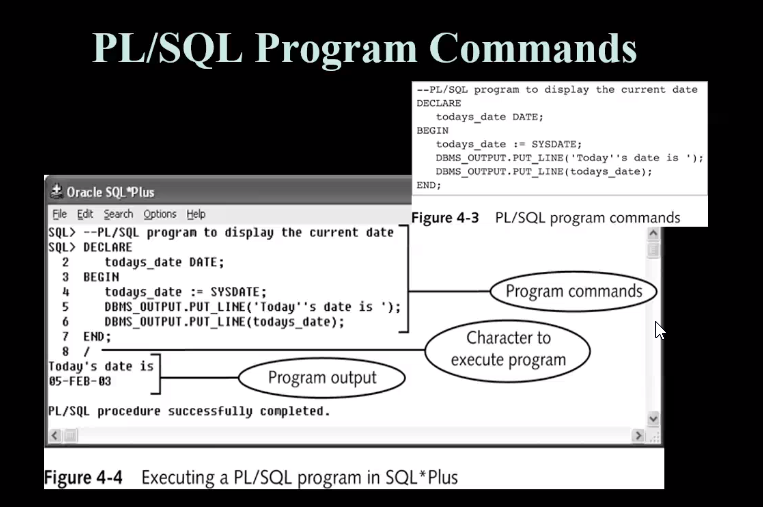 PL/SQL Program Commands
--PL/SQL program to display the current date
DECLARE
todays_date DATE;
BEGIN
todays_date := SYSDATE;
DBMS_OUTPUT.PUT_LINE('Today''s date is ');
DBMS_OUTPUT.PUT_LINE(todays_date);
END;
Figure 4-3 PL/SQL program commands
Oracle SQL*Plus
File Edit Search Options Help
SQL> --PL/SQL program to display the current date
SQL> DECLARE
2 todays_date DATE;
3 BEGIN
4 todays_date := SYSDATE;
5 DBMS_OUTPUT.PUT_LINE('Today''s date is ');
6 DBMS_OUTPUT.PUT_LINE(todays_date);
7 END;
8 /
Program commands
Character to
execute program
Today's date is
05-FEB-03
Program output
PL/SQL procedure successfully completed.
Figure 4-4 Executing a PL/SQL program in SQL*Plus